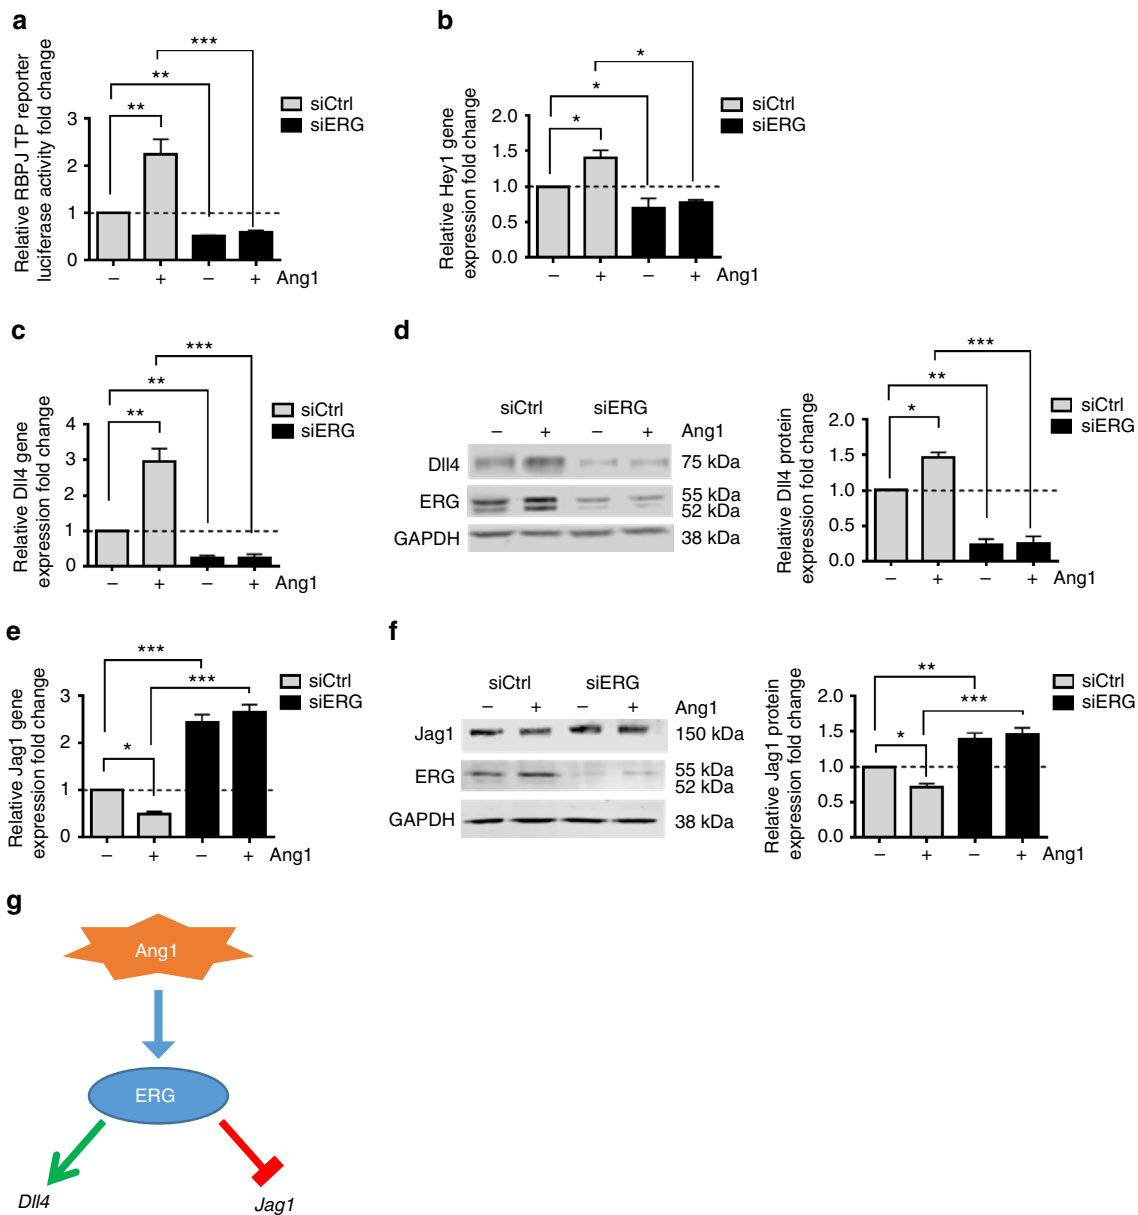 a
Relative RBPJ TP reporter
luciferase activity fold change
3
2
1
0
**
**
***
siCtrl
siERG
– + – + Ang1
b
Relative Hey1 gene
expression fold change
2.0
1.5
1.0
0.5
0.0
*
*
*
siCtrl
siERG
– + – + Ang1
c
Relative Dll4 gene
expression fold change
4
3
2
1
0
**
**
***
siCtrl
siERG
– + – + Ang1
d
siCtrl siERG
– + – + Ang1
Dll4 75 kDa
ERG 55 kDa
52 kDa
GAPDH 38 kDa
Relative Dll4 protein
expression fold change
2.0
1.5
1.0
0.5
0.0
*
**
***
siCtrl
siERG
– + – + Ang1
e
Relative Jag1 gene
expression fold change
3
2
1
0
***
***
*
siCtrl
siERG
– + – + Ang1
f
siCtrl siERG
– + – + Ang1
Jag1 150 kDa
ERG 55 kDa
52 kDa
GAPDH 38 kDa
Relative Jag1 protein
expression fold change
2.0
1.5
1.0
0.5
0.0
**
***
*
siCtrl
siERG
– + – + Ang1
g
Ang1
ERG
Dll4 Jag1